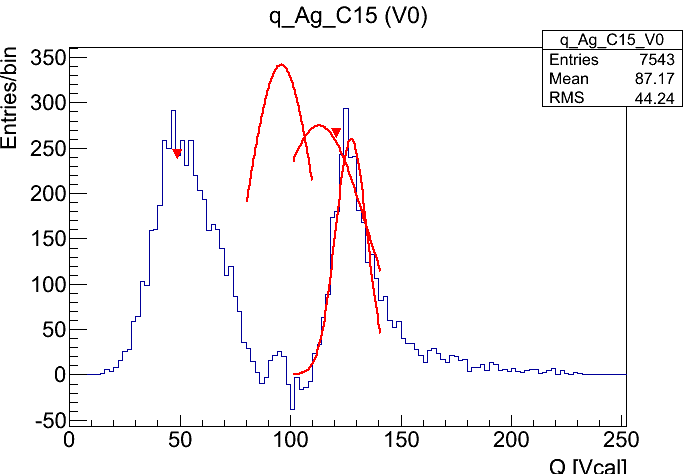 q_Ag_C15 (V0)
q_Ag_C15_V0
Entries 7543
Mean 87.17
RMS 44.24
Entries/bin
350
300
250
200
150
100
50
0
-50
0 50 100 150 200 250
Q [Vcal]